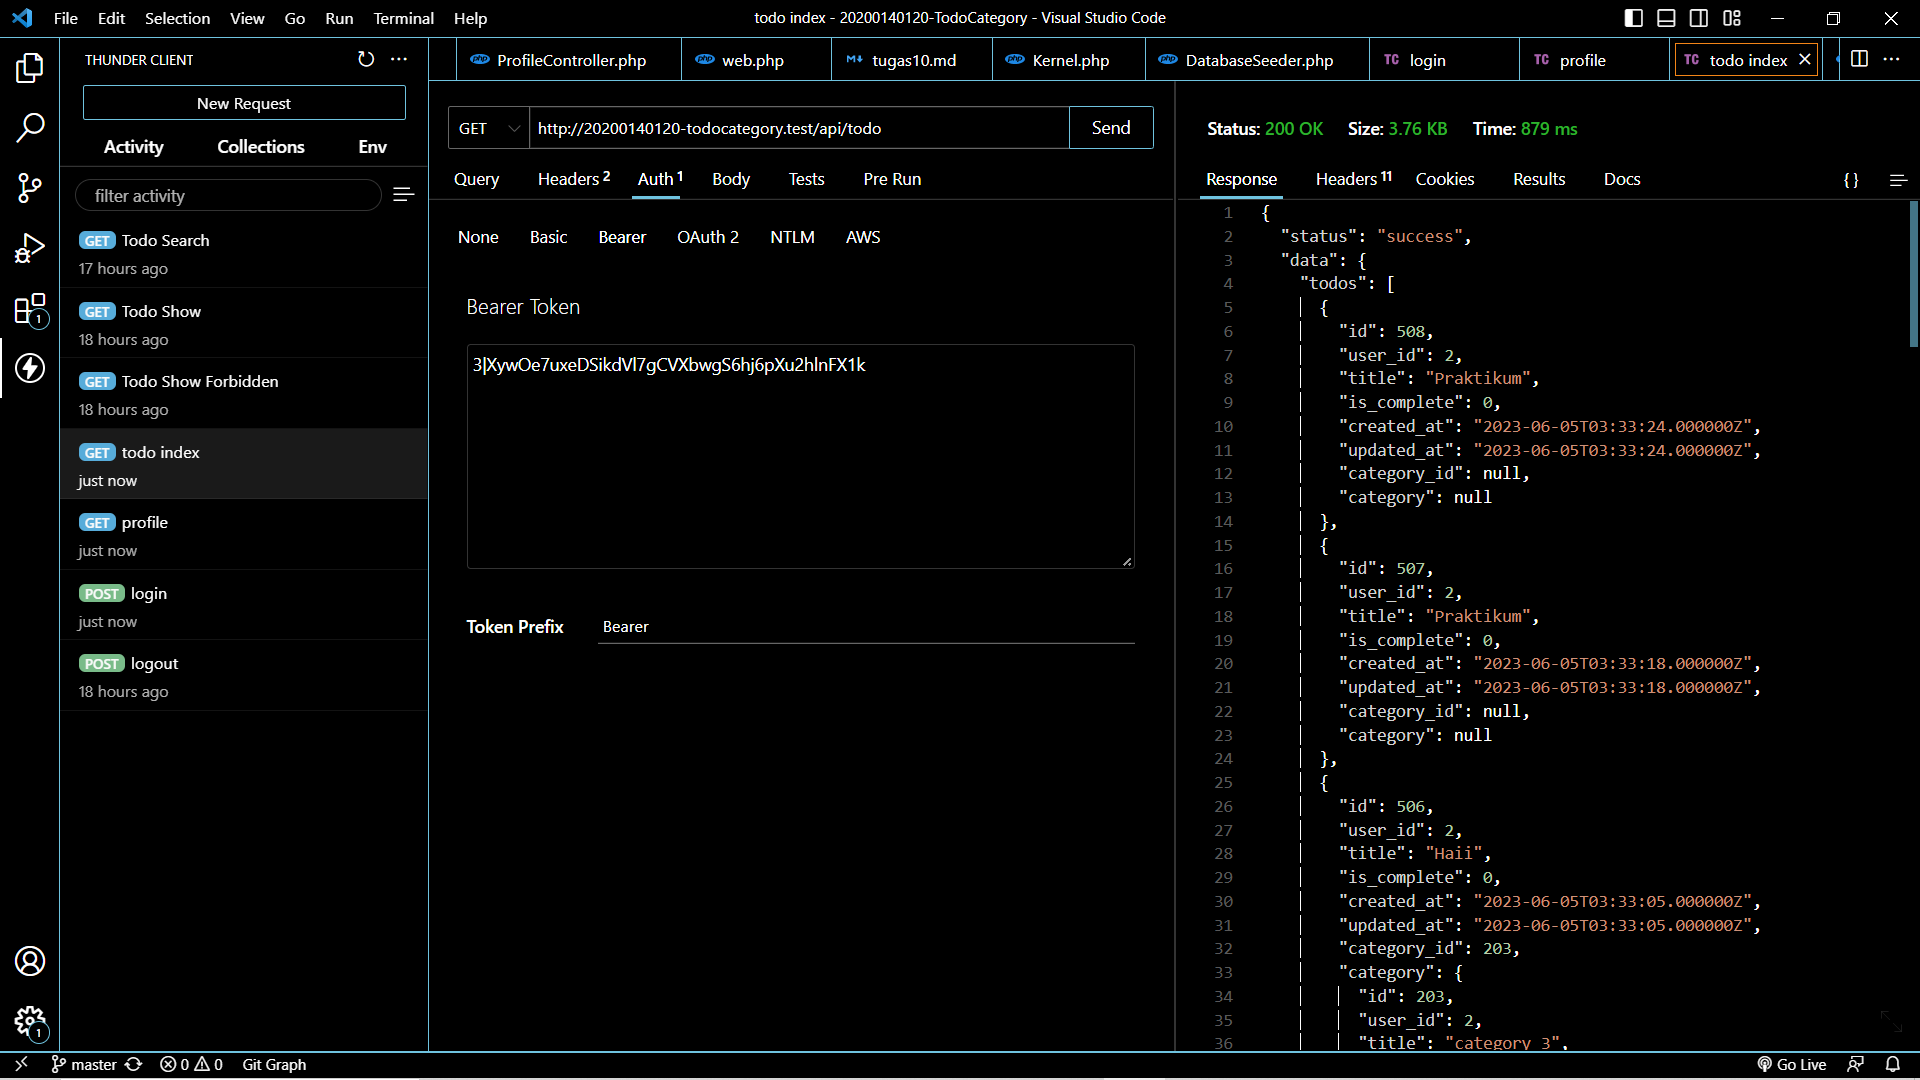 File Edit Selection View Go Run Terminal Help
todo index - 20200140120-TodoCategory - Visual Studio Code
THUNDER CLIENT
New Request
Activity Collections Env
filter activity
GET Todo Search
17 hours ago
GET Todo Show
18 hours ago
GET Todo Show Forbidden
18 hours ago
GET todo index
just now
GET profile
just now
POST login
just now
POST logout
18 hours ago
1
1
php ProfileController.php
php web.php
tugas10.md
php Kernel.php
php DatabaseSeeder.php
TC login
TC profile
TC todo index
GET http://20200140120-todocategory.test/api/todo Send
Query Headers 2 Auth 1 Body Tests Pre Run
None Basic Bearer OAuth 2 NTLM AWS
Bearer Token
3|XywOe7uxeDSikdVl7gCVXbwgS6hj6pXu2hlnFX1k
Token Prefix Bearer
Status: 200 OK Size: 3.76 KB Time: 879 ms
Response Headers 11 Cookies Results Docs {}
1 {
2 "status": "success",
3 "data": {
4 "todos": [
5 {
6 "id": 508,
7 "user_id": 2,
8 "title": "Praktikum",
9 "is_complete": 0,
10 "created_at": "2023-06-05T03:33:24.000000Z",
11 "updated_at": "2023-06-05T03:33:24.000000Z",
12 "category_id": null,
13 "category": null
14 },
15 {
16 "id": 507,
17 "user_id": 2,
18 "title": "Praktikum",
19 "is_complete": 0,
20 "created_at": "2023-06-05T03:33:18.000000Z",
21 "updated_at": "2023-06-05T03:33:18.000000Z",
22 "category_id": null,
23 "category": null
24 },
25 {
26 "id": 506,
27 "user_id": 2,
28 "title": "Haii",
29 "is_complete": 0,
30 "created_at": "2023-06-05T03:33:05.000000Z",
31 "updated_at": "2023-06-05T03:33:05.000000Z",
32 "category_id": 203,
33 "category": {
34 "id": 203,
35 "user_id": 2,
36 "title": "category 3",
master 0 0 Git Graph
Go Live